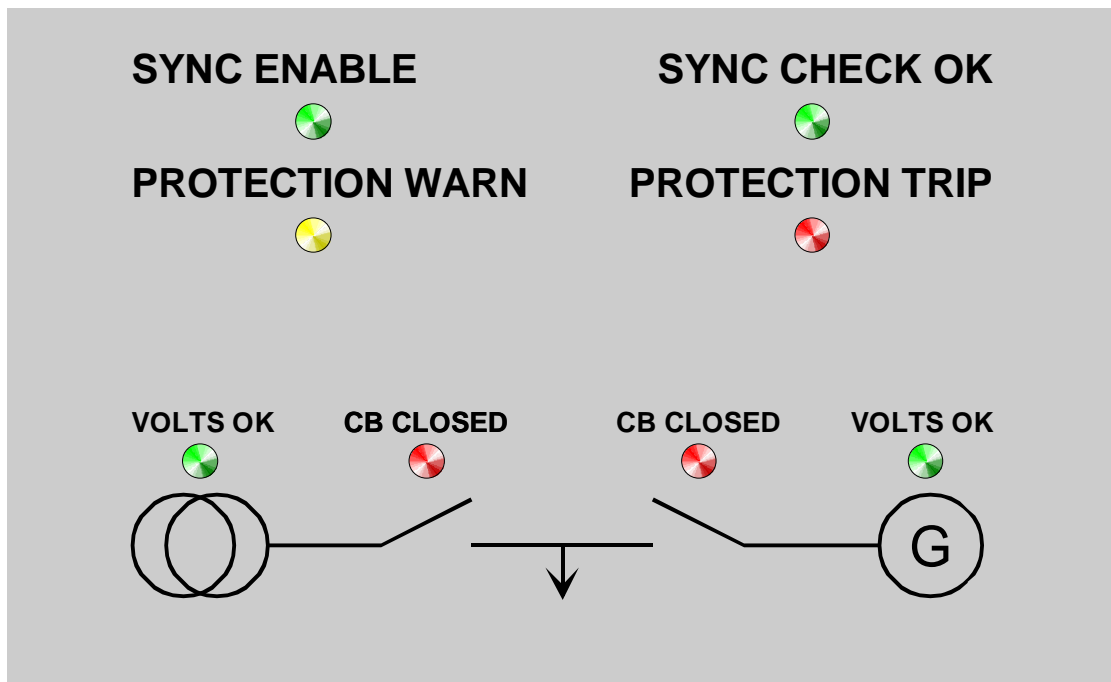 SYNC ENABLE
SYNC CHECK OK
PROTECTION WARN
PROTECTION TRIP
VOLTS OK
CB CLOSED
CB CLOSED
VOLTS OK
G